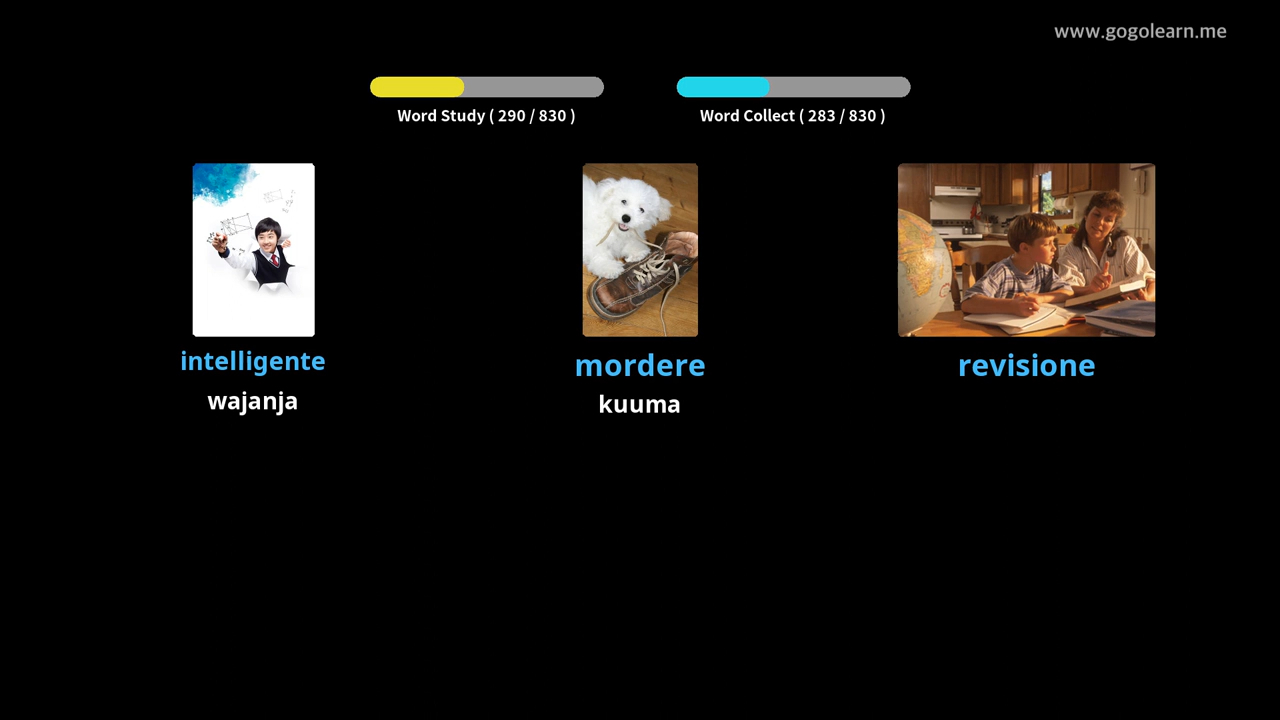 www.gogolearn.me
Word Study ( 290 / 830 )
Word Collect ( 283 / 830 )
intelligente
wajanja
mordere
kuuma
revisione